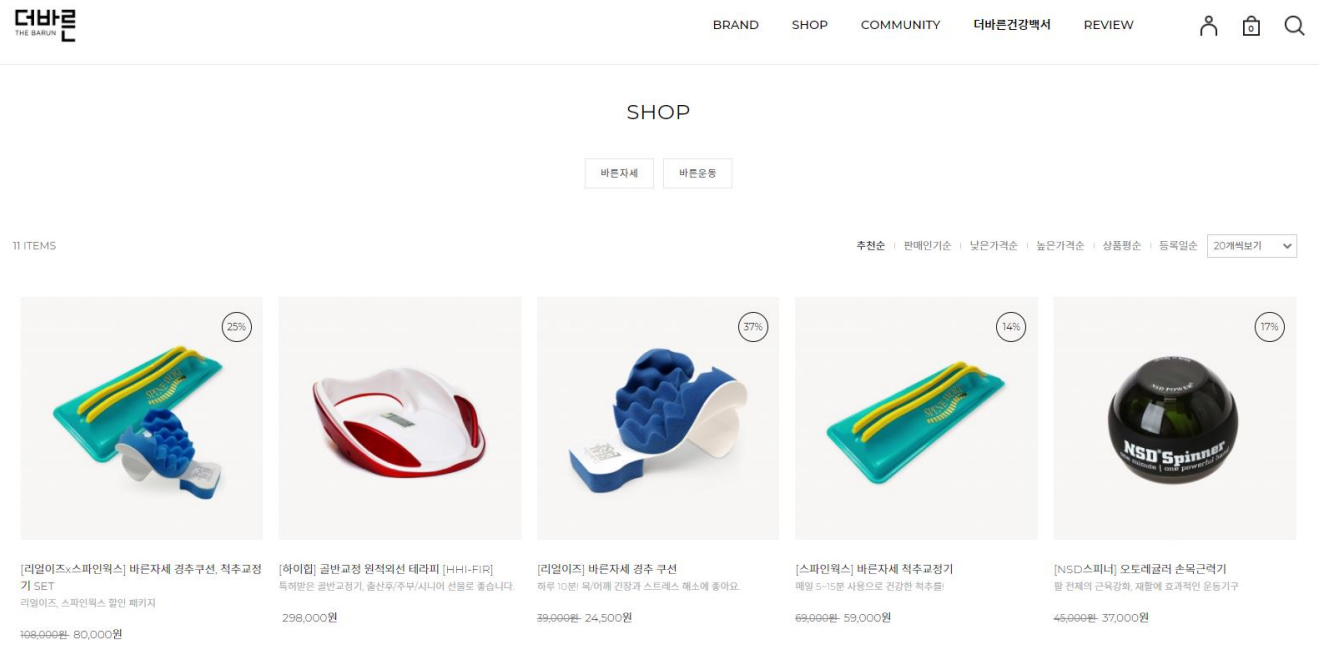 더바른
THE BARUN
BRAND SHOP COMMUNITY 더바른건강백서 REVIEW
0
SHOP
바른자세 바른운동
11 ITEMS
추천순 판매인기순 낮은가격순 높은가격순 상품평순 등록일순 20개씩보기
25%
37%
14%
17%
NSD POWER
NSD Spinner
one minute | one powerful hand
[리얼이즈x스파인웍스] 바른자세 경추쿠션, 척추교정
기 SET
리얼이즈, 스파인웍스 할인 패키지
108,000원 80,000원
[하이힙] 골반교정 원적외선 테라피 [HHI-FIR]
특허받은 골반교정기, 출산후/주부/시니어 선물로 좋습니다.
298,000원
[리얼이즈] 바른자세 경추 쿠션
하루 10분! 목/어깨 긴장과 스트레스 해소에 좋아요.
39,000원 24,500원
[스파인웍스] 바른자세 척추교정기
매일 5~15분 사용으로 건강한 척추를!
69,000원 59,000원
[NSD스피너] 오토레귤러 손목근력기
팔 전체의 근육강화, 재활에 효과적인 운동기구
45,000원 37,000원